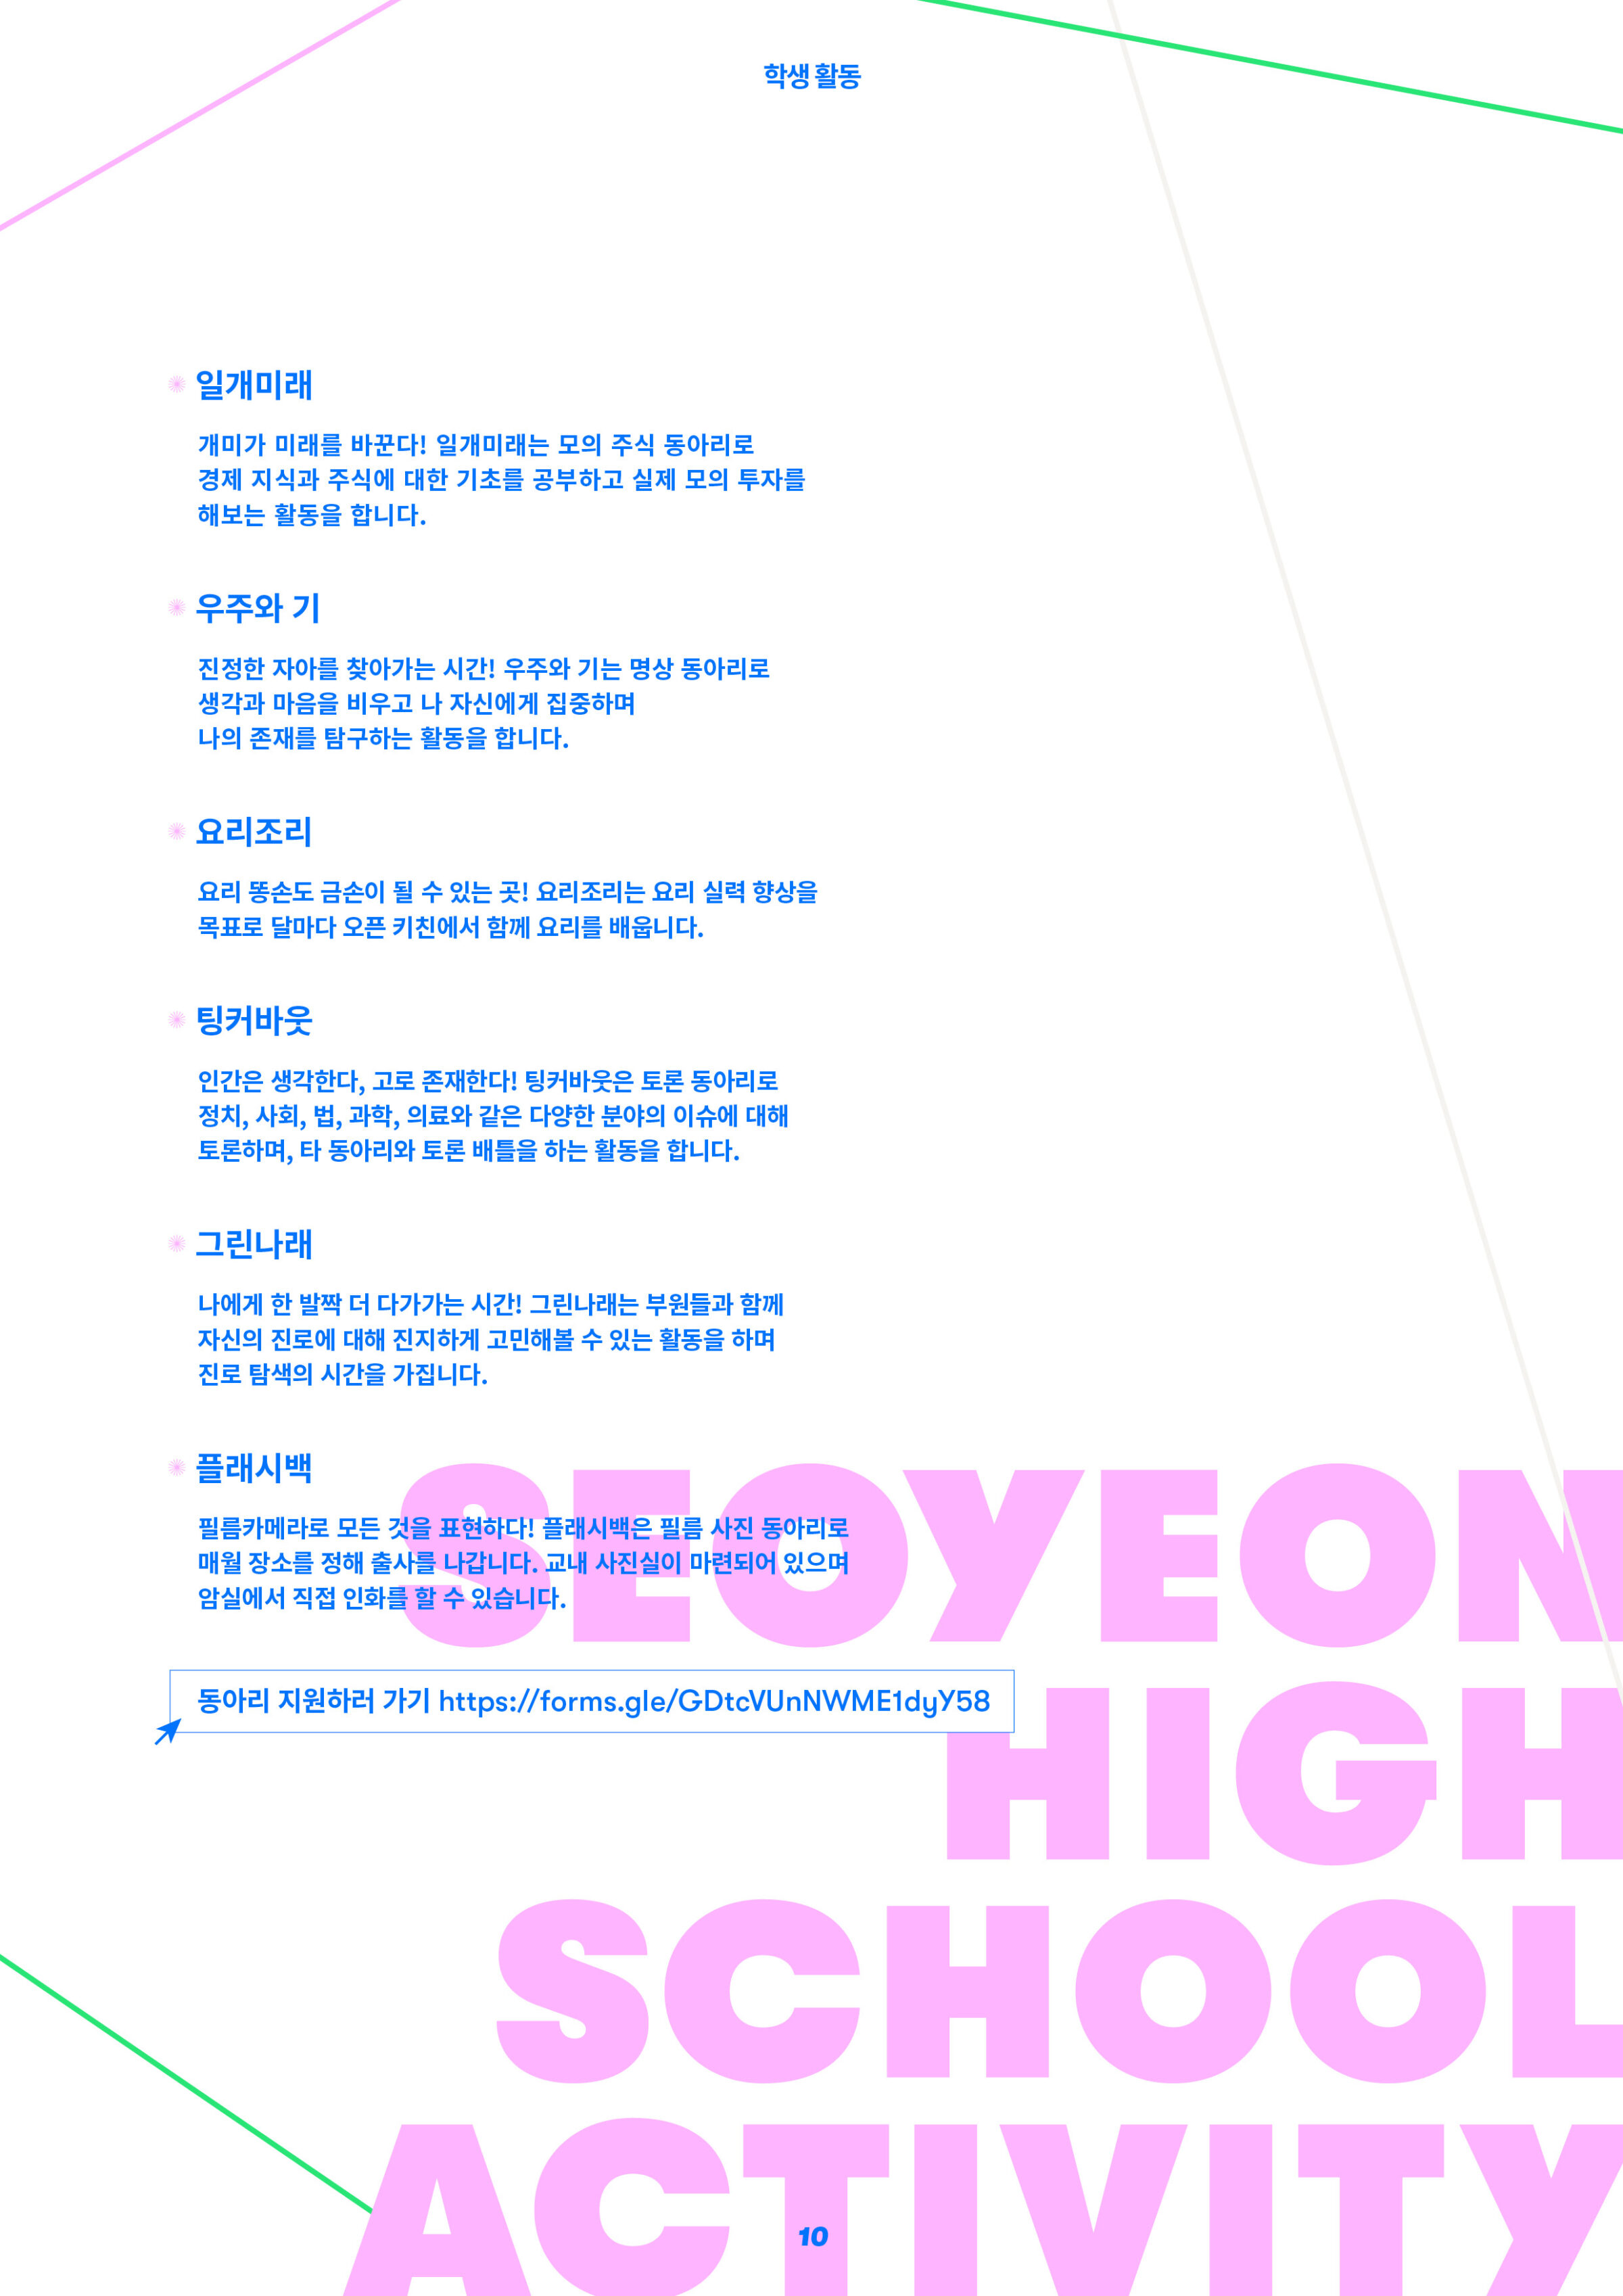 학생 활동
일개미래
개미가 미래를 바꾼다! 일개미래는 모의 주식 동아리로
경제 지식과 주식에 대한 기초를 공부하고 실제 모의 투자를
해보는 활동을 합니다.
우주와 기
진정한 자아를 찾아가는 시간! 우주와 기는 명상 동아리로
생각과 마음을 비우고 나 자신에게 집중하며
나의 존재를 탐구하는 활동을 합니다.
요리조리
요리 똥손도 금손이 될 수 있는 곳! 요리조리는 요리 실력 향상을
목표로 달마다 오픈 키친에서 함께 요리를 배웁니다.
팅커바웃
인간은 생각한다, 고로 존재한다! 팅커바웃은 토론 동아리로
정치, 사회, 법, 과학, 의료와 같은 다양한 분야의 이슈에 대해
토론하며, 타 동아리와 토론 배틀을 하는 활동을 합니다.
그린나래
나에게 한 발짝 더 다가가는 시간! 그린나래는 부원들과 함께
자신의 진로에 대해 진지하게 고민해볼 수 있는 활동을 하며
진로 탐색의 시간을 가집니다.
플래시백
필름카메라로 모든 것을 표현하다! 플래시백은 필름 사진 동아리로
매월 장소를 정해 출사를 나갑니다. 교내 사진실이 마련되어 있으며
암실에서 직접 인화를 할 수 있습니다.
동아리 지원하러 가기 https://forms.gle/GDtcVUnNWME1dyY58
SEOYEON
HIGH
SCHOOL
ACTIVITY
10